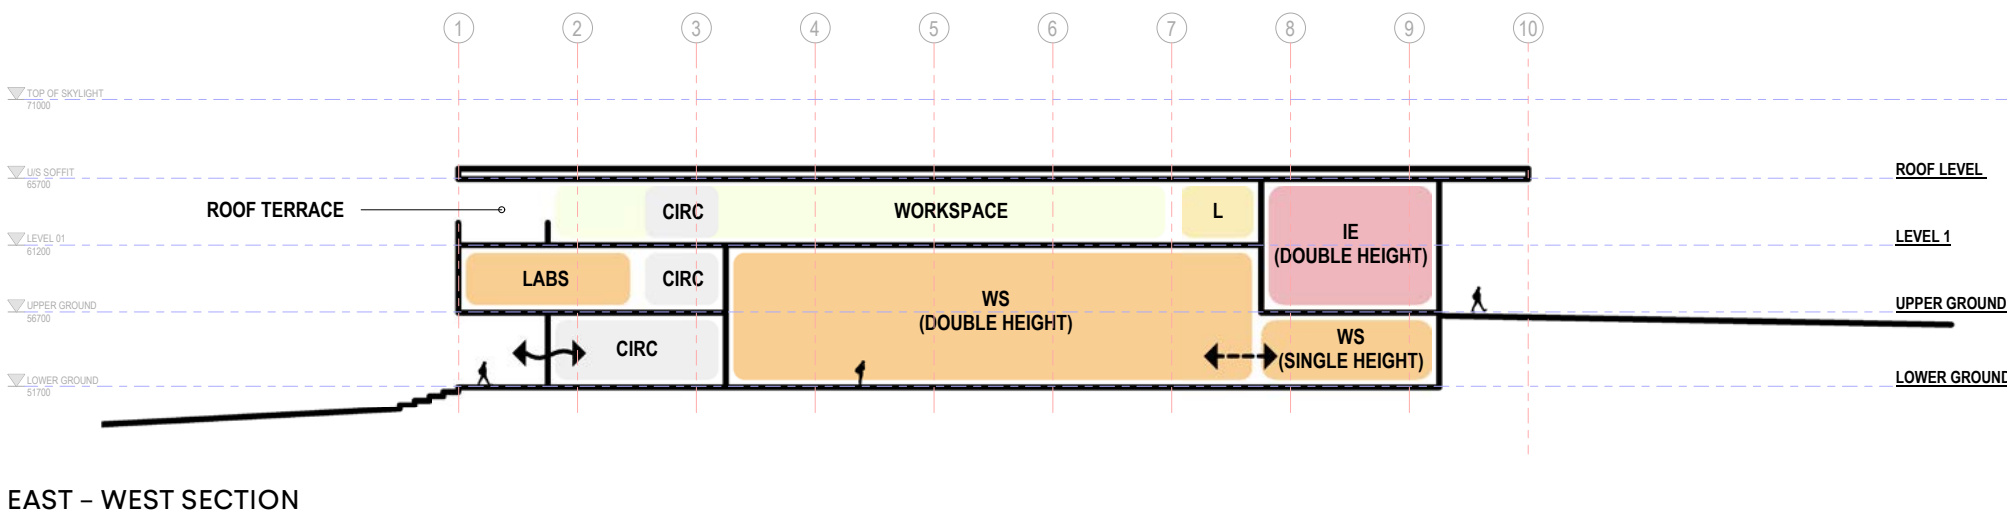 1 2 3 4 5 6 7 8 9 10
TOP OF SKYLIGHT
71000
U/S SOFFIT
65700
ROOF LEVEL
ROOF TERRACE
CIRC
WORKSPACE
L
IE
(DOUBLE HEIGHT)
LEVEL 01
61200
LEVEL 1
LABS
CIRC
WS
(DOUBLE HEIGHT)
UPPER GROUND
56700
UPPER GROUND
CIRC
WS
(SINGLE HEIGHT)
LOWER GROUND
51700
LOWER GROUND
EAST – WEST SECTION